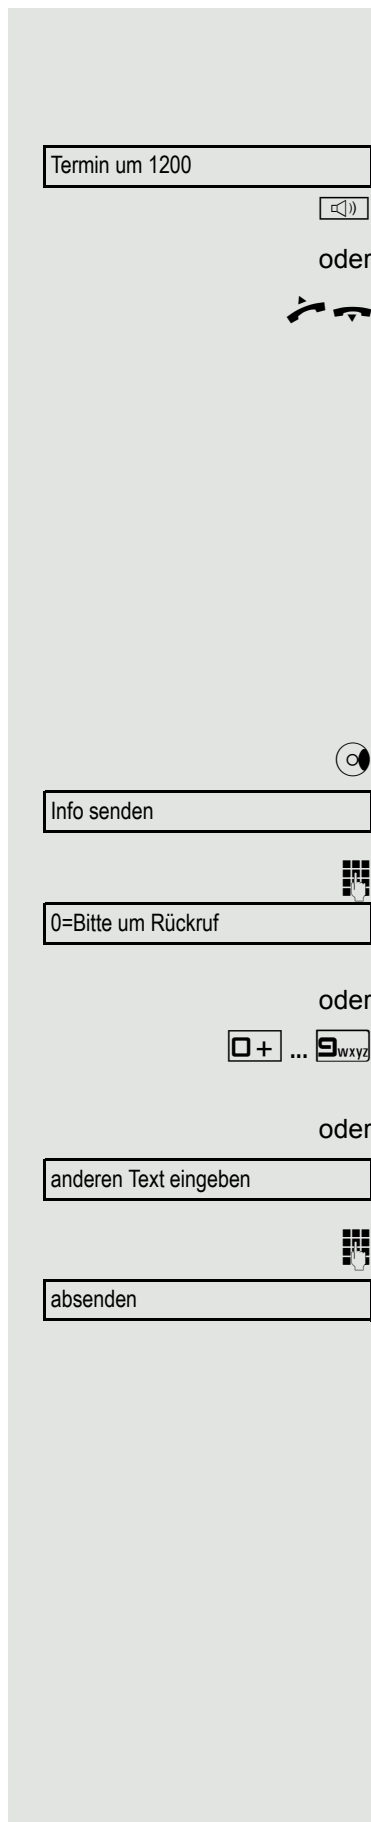 Termin um 1200
oder
Info senden
0=Bitte um Rückruf
oder
0 + ... 9wxyz
oder
anderen Text eingeben
absenden